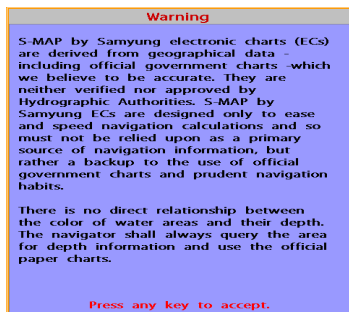 Warning
S-MAP by Samyung electronic charts (ECs)
are derived from geographical data -
including official government charts -which
we believe to be accurate. They are
neither verified nor approved by
Hydrographic Authorities. S-MAP by
Samyung ECs are designed only to ease
and speed navigation calculations and so
must not be relied upon as a primary
source of navigation information, but
rather a backup to the use of official
government charts and prudent navigation
habits.
There is no direct relationship between
the color of water areas and their depth.
The navigator shall always query the area
for depth information and use the official
paper charts.
Press any key to accept.